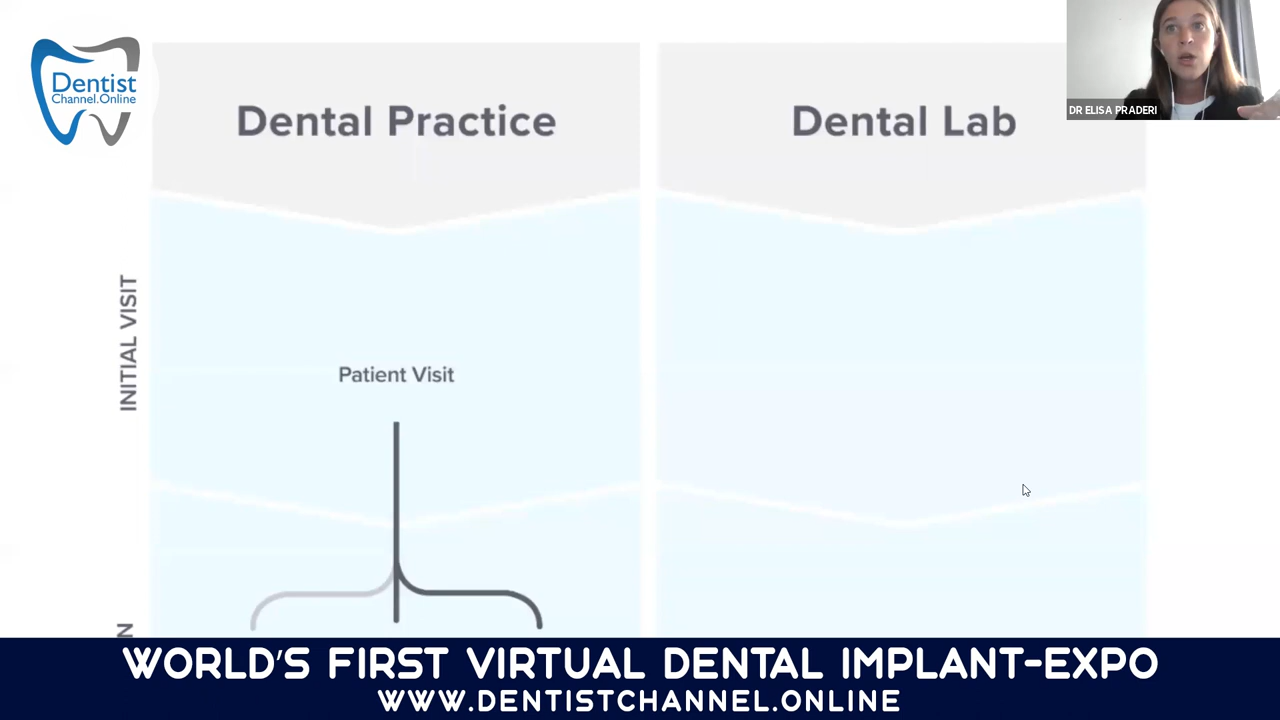 Dentist
Channel.Online
Dental Practice
Dental Lab
DR ELISA PRADERI
INITIAL VISIT
Patient Visit
N
WORLD'S FIRST VIRTUAL DENTAL IMPLANT-EXPO
WWW.DENTISTCHANNEL.ONLINE